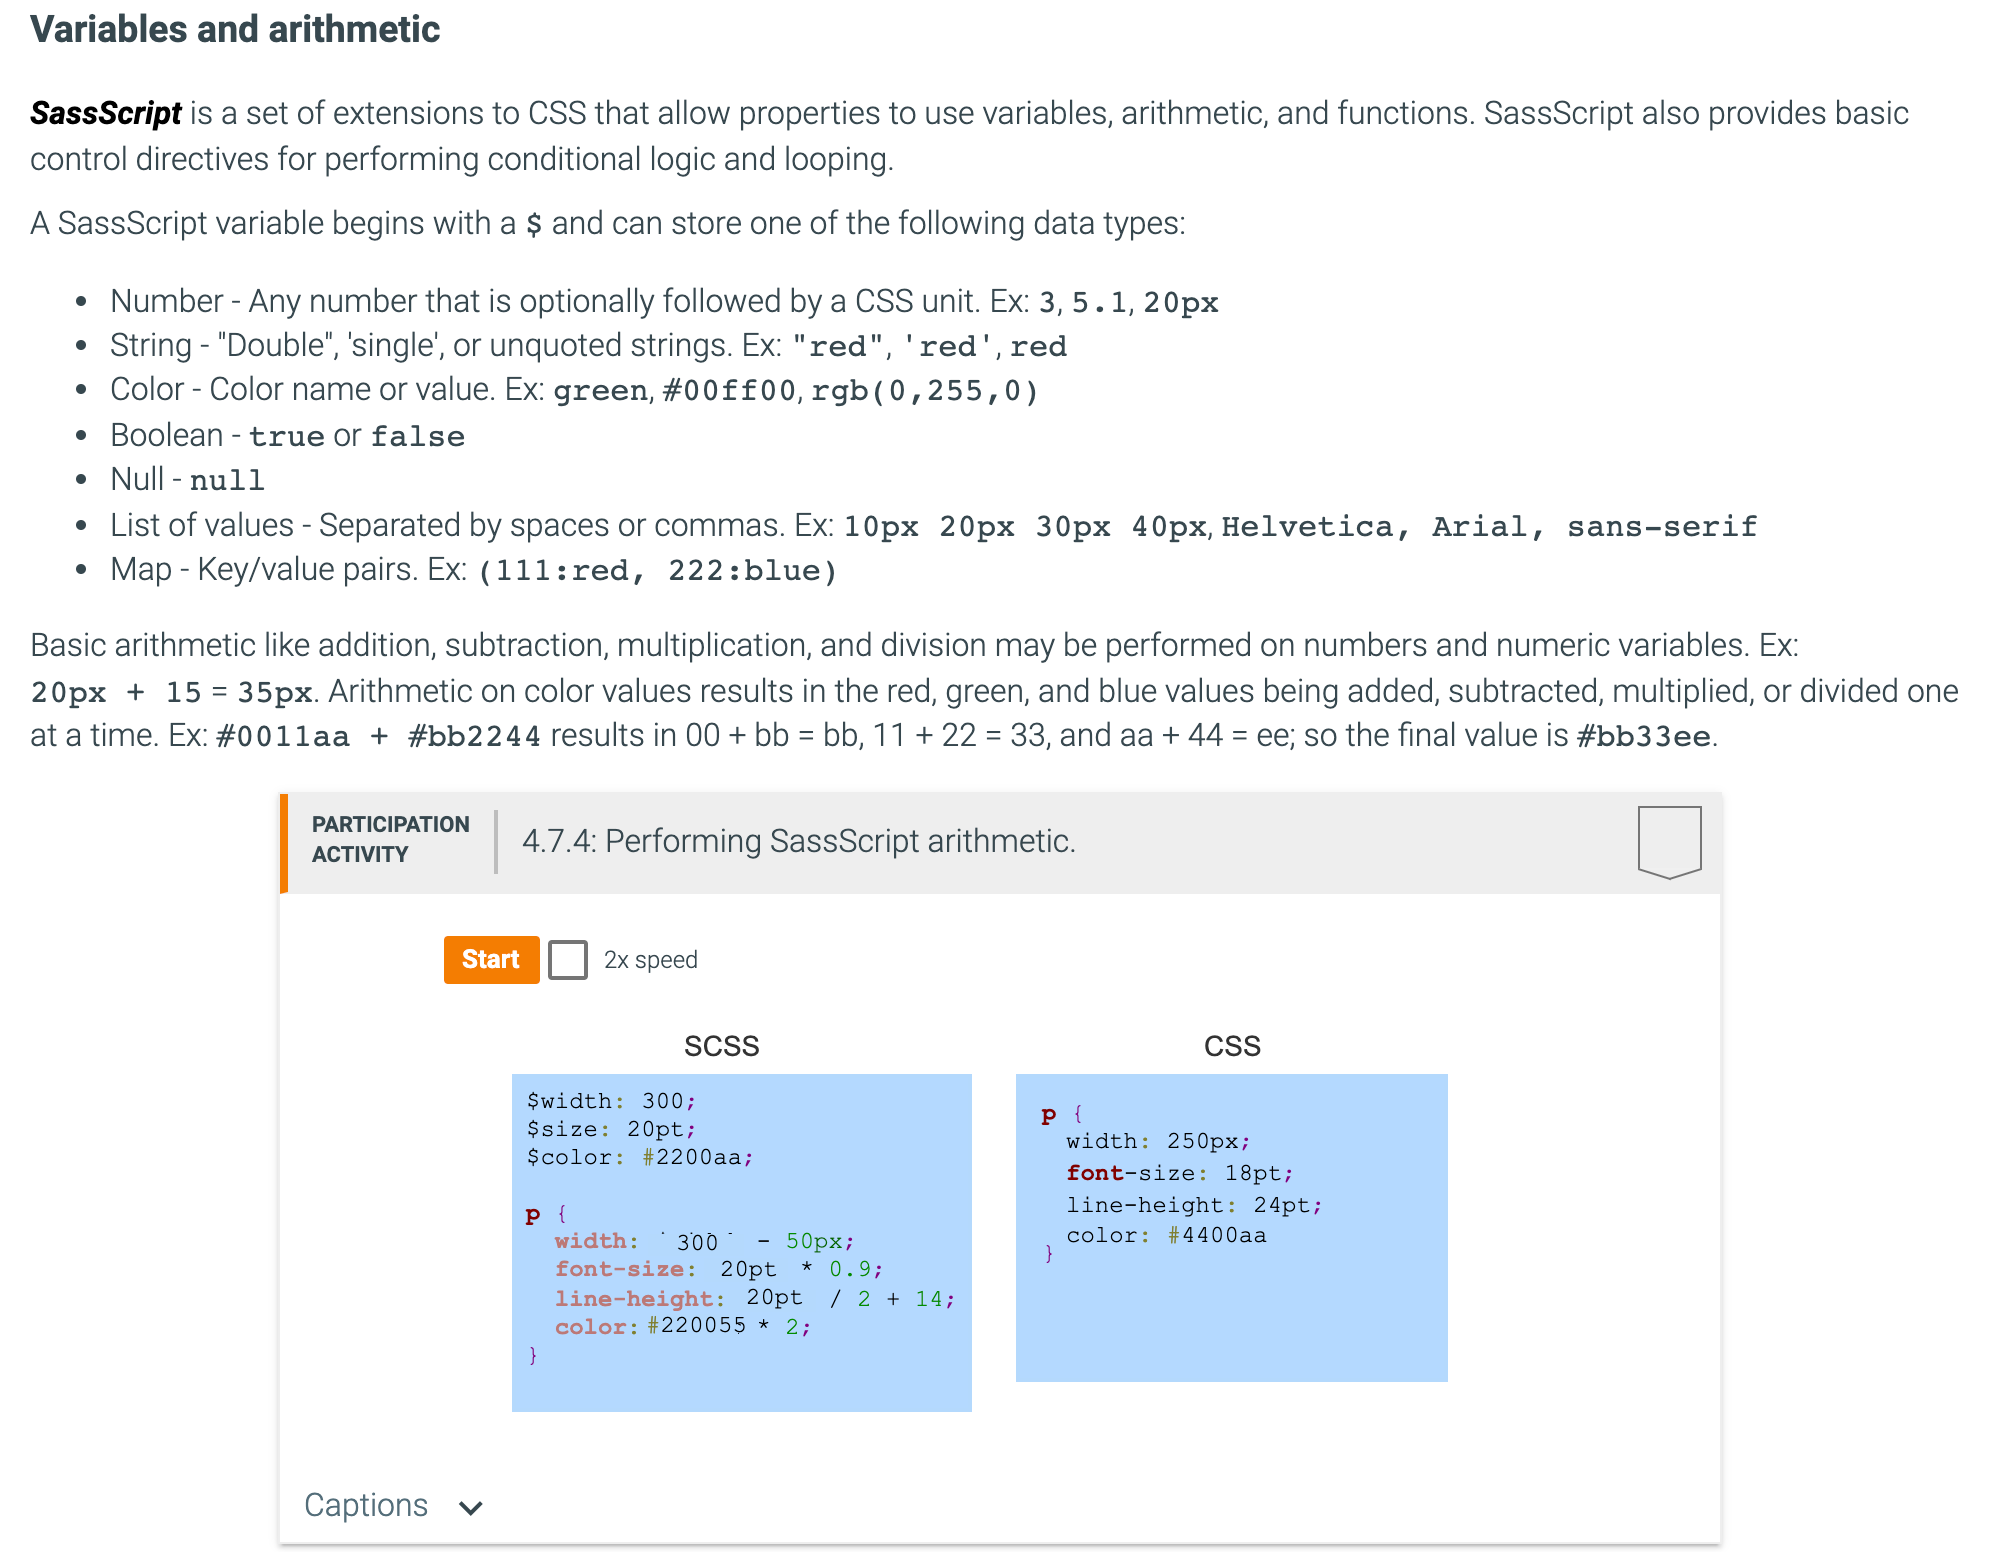 Variables and arithmetic
SassScript is a set of extensions to CSS that allow properties to use variables, arithmetic, and functions. SassScript also provides basic
control directives for performing conditional logic and looping.
A SassScript variable begins with a $ and can store one of the following data types:
• Number - Any number that is optionally followed by a CSS unit. Ex: 3, 5.1, 20px
• String - "Double", 'single', or unquoted strings. Ex: "red", 'red', red
• Color - Color name or value. Ex: green, #00ff00, rgb(0,255,0)
• Boolean - true or false
• Null - null
• List of values - Separated by spaces or commas. Ex: 10px 20px 30px 40px, Helvetica, Arial, sans-serif
• Map - Key/value pairs. Ex: (111:red, 222:blue)
Basic arithmetic like addition, subtraction, multiplication, and division may be performed on numbers and numeric variables. Ex:
20px + 15 = 35px. Arithmetic on color values results in the red, green, and blue values being added, subtracted, multiplied, or divided one
at a time. Ex: #0011aa + #bb2244 results in 00 + bb = bb, 11 + 22 = 33, and aa + 44 = ee; so the final value is #bb33ee.
PARTICIPATION
ACTIVITY
4.7.4: Performing SassScript arithmetic.
Start
2x speed
SCSS
$width: 300;
$size: 20pt;
$color: #2200aa;
p {
width: 300 - 50px;
font-size: 20pt * 0.9;
line-height: 20pt / 2 + 14;
color: #220055 * 2;
}
CSS
p {
width: 250px;
font-size: 18pt;
line-height: 24pt;
color: #4400aa
}
Captions